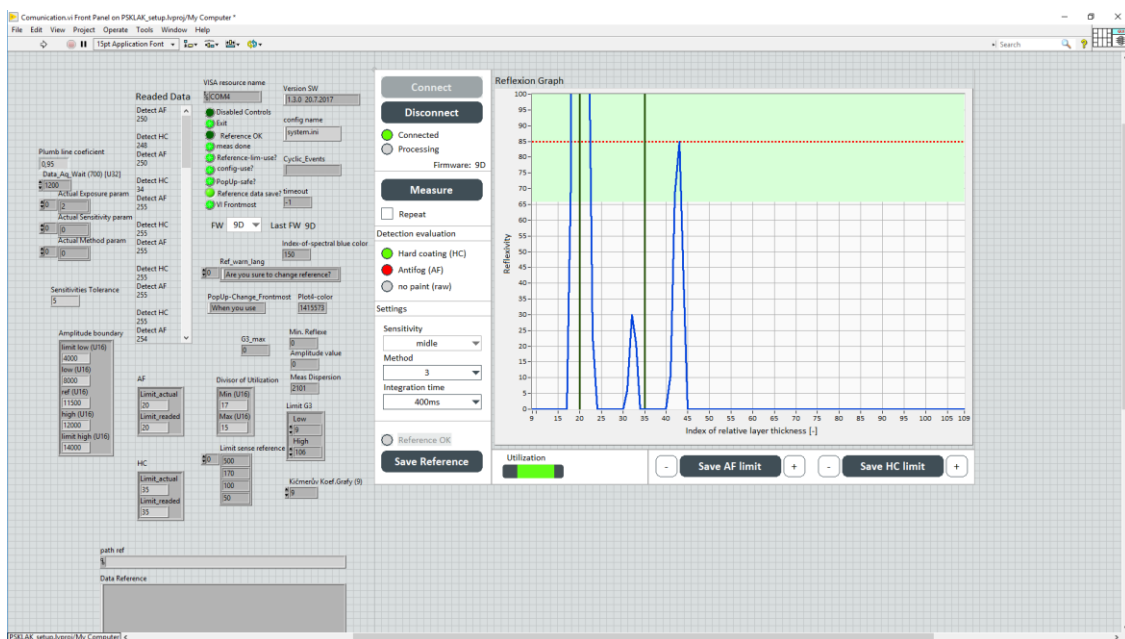 Comunication.vi Front Panel on PSKLAK_setup.lvproj/My Computer *
File Edit View Project Operate Tools Window Help
15pt Application Font
Search
Readed Data
Detect AF
250
Detect HC
248
Detect AF
250
Detect HC
34
Detect AF
255
Detect HC
255
Detect AF
255
Detect HC
255
Detect AF
255
Detect HC
255
Detect AF
254
Plumb line coeficient
0,95
Data_Aq_Wait (700) [U32]
1200
Actual Exposure param
0 2
Actual Sensitivity param
0 0
Actual Method param
0 0
Sensitivities Tolerance
5
Amplitude boundary
limit low (U16)
4000
low (U16)
8000
ref (U16)
11500
high (U16)
12000
limit high (U16)
14000
AF
Limit_actual
20
Limit_readed
20
HC
Limit_actual
35
Limit_readed
35
VISA resource name
COM4
Version SW
1.3.0 20.7.2017
Disabled Controls
Exit
Reference OK
meas done
Reference-lim-use?
config-use?
PopUp-safe?
Reference data save?
VI Frontmost
config name
system.ini
Cyclic_Events
timeout
-1
FW 9D Last FW 9D
Index-of-spectral blue color
150
Ref_warn_lang
0 Are you sure to change reference?
PopUp-Change_Frontmost
When you use
Plot4-color
1415573
G3_max
0
Min. Reflexe
0
Amplitude value
0
Meas Dispersion
2101
Divisor of Utilization
Min (U16)
17
Max (U16)
15
Limit G3
Low
9
High
106
Limit sense reference
0 500
170
100
50
Kičmerův Koef.Grafy (9)
9
path ref
Data Reference
Connect
Disconnect
Connected
Processing
Firmware: 9D
Measure
Repeat
Detection evaluation
Hard coating (HC)
Antifog (AF)
no paint (raw)
Settings
Sensitivity
midle
Method
3
Integration time
400ms
Reference OK
Save Reference
Reflexion Graph
Reflexivity
100
95
90
85
80
75
70
65
60
55
50
45
40
35
30
25
20
15
10
5
0
9 15 20 25 30 35 40 45 50 55 60 65 70 75 80 85 90 95 100 105 109
Index of relative layer thickness [-]
Utilization
- Save AF limit +
- Save HC limit +
PSKLAK_setup.lvproj/My Computer